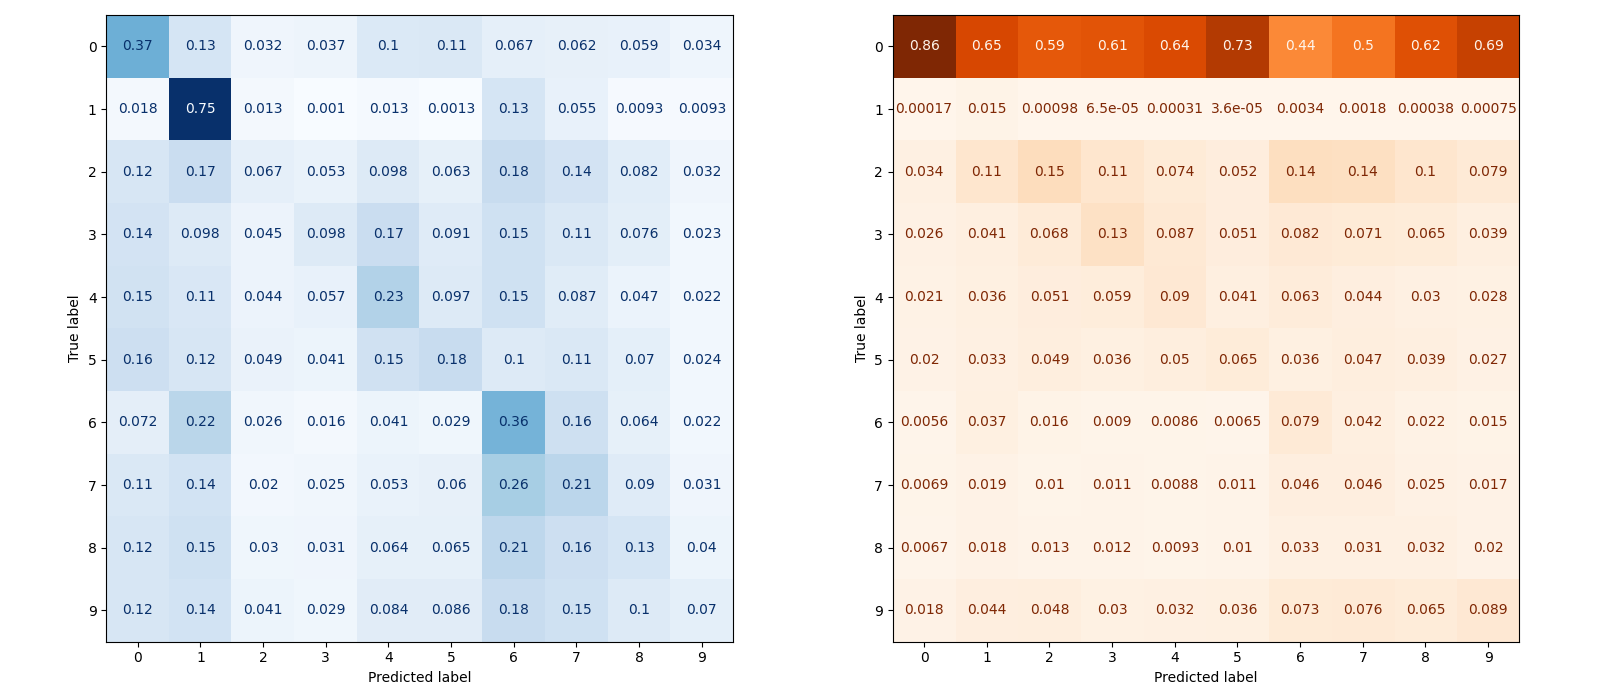 0 0.37 0.13 0.032 0.037 0.1 0.11 0.067 0.062 0.059 0.034
1 0.018 0.75 0.013 0.001 0.013 0.0013 0.13 0.055 0.0093 0.0093
2 0.12 0.17 0.067 0.053 0.098 0.063 0.18 0.14 0.082 0.032
3 0.14 0.098 0.045 0.098 0.17 0.091 0.15 0.11 0.076 0.023
4 0.15 0.11 0.044 0.057 0.23 0.097 0.15 0.087 0.047 0.022
5 0.16 0.12 0.049 0.041 0.15 0.18 0.1 0.11 0.07 0.024
6 0.072 0.22 0.026 0.016 0.041 0.029 0.36 0.16 0.064 0.022
7 0.11 0.14 0.02 0.025 0.053 0.06 0.26 0.21 0.09 0.031
8 0.12 0.15 0.03 0.031 0.064 0.065 0.21 0.16 0.13 0.04
9 0.12 0.14 0.041 0.029 0.084 0.086 0.18 0.15 0.1 0.07
0 1 2 3 4 5 6 7 8 9
Predicted label
True label
0 0.86 0.65 0.59 0.61 0.64 0.73 0.44 0.5 0.62 0.69
1 0.00017 0.015 0.00098 6.5e-05 0.00031 3.6e-05 0.0034 0.0018 0.00038 0.00075
2 0.034 0.11 0.15 0.11 0.074 0.052 0.14 0.14 0.1 0.079
3 0.026 0.041 0.068 0.13 0.087 0.051 0.082 0.071 0.065 0.039
4 0.021 0.036 0.051 0.059 0.09 0.041 0.063 0.044 0.03 0.028
5 0.02 0.033 0.049 0.036 0.05 0.065 0.036 0.047 0.039 0.027
6 0.0056 0.037 0.016 0.009 0.0086 0.0065 0.079 0.042 0.022 0.015
7 0.0069 0.019 0.01 0.011 0.0088 0.011 0.046 0.046 0.025 0.017
8 0.0067 0.018 0.013 0.012 0.0093 0.01 0.033 0.031 0.032 0.02
9 0.018 0.044 0.048 0.03 0.032 0.036 0.073 0.076 0.065 0.089
0 1 2 3 4 5 6 7 8 9
Predicted label
True label